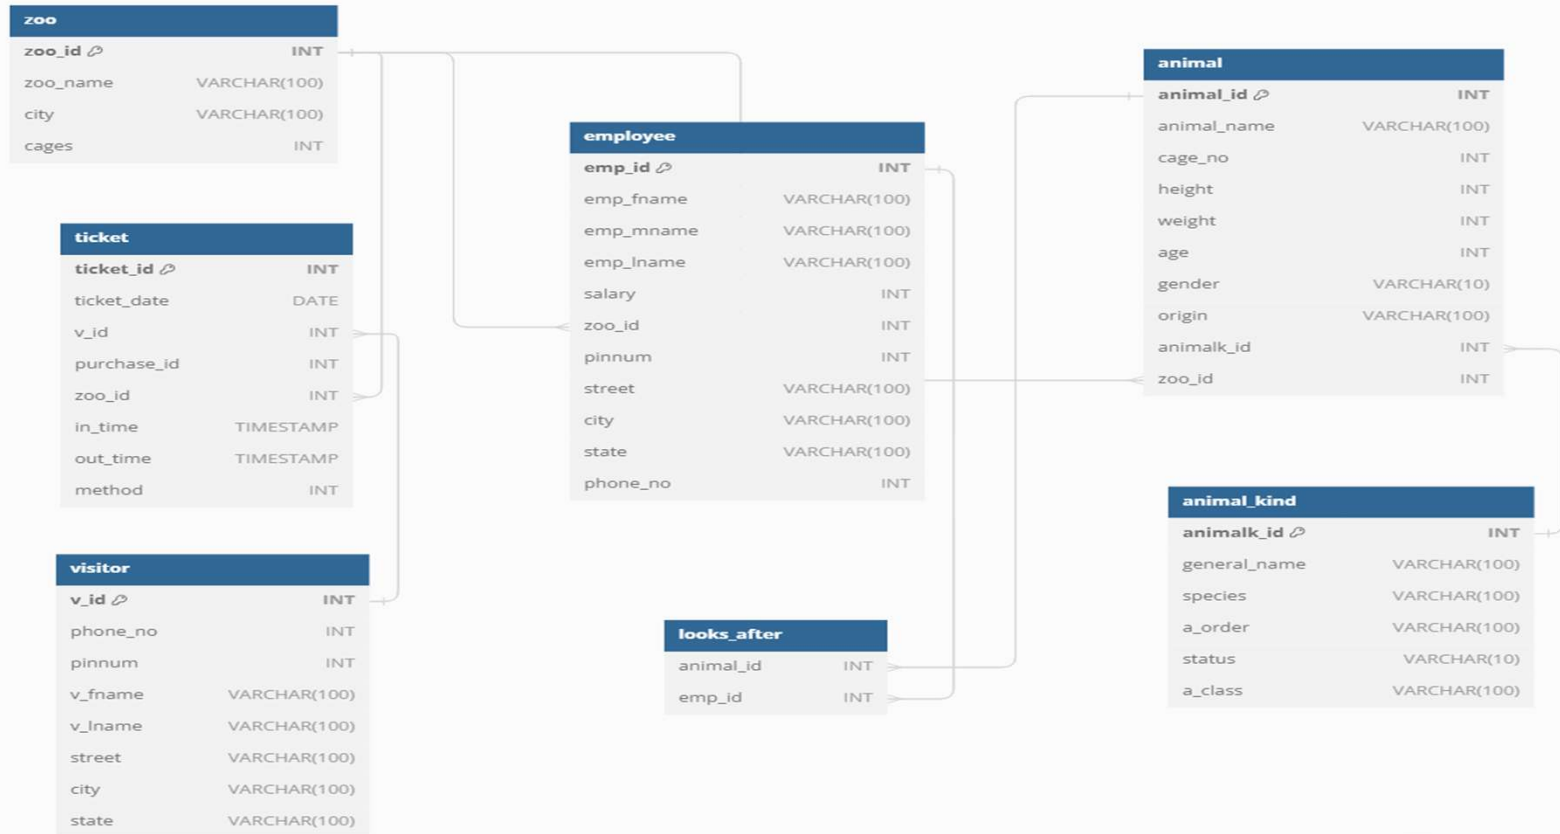 zoo
zoo_id INT
zoo_name VARCHAR(100)
city VARCHAR(100)
cages INT
ticket
ticket_id INT
ticket_date DATE
v_id INT
purchase_id INT
zoo_id INT
in_time TIMESTAMP
out_time TIMESTAMP
method INT
visitor
v_id INT
phone_no INT
pinnum INT
v_fname VARCHAR(100)
v_lname VARCHAR(100)
street VARCHAR(100)
city VARCHAR(100)
state VARCHAR(100)
employee
emp_id INT
emp_fname VARCHAR(100)
emp_mname VARCHAR(100)
emp_lname VARCHAR(100)
salary INT
zoo_id INT
pinnum INT
street VARCHAR(100)
city VARCHAR(100)
state VARCHAR(100)
phone_no INT
looks_after
animal_id INT
emp_id INT
animal
animal_id INT
animal_name VARCHAR(100)
cage_no INT
height INT
weight INT
age INT
gender VARCHAR(10)
origin VARCHAR(100)
animalk_id INT
zoo_id INT
animal_kind
animalk_id INT
general_name VARCHAR(100)
species VARCHAR(100)
a_order VARCHAR(100)
status VARCHAR(10)
a_class VARCHAR(100)